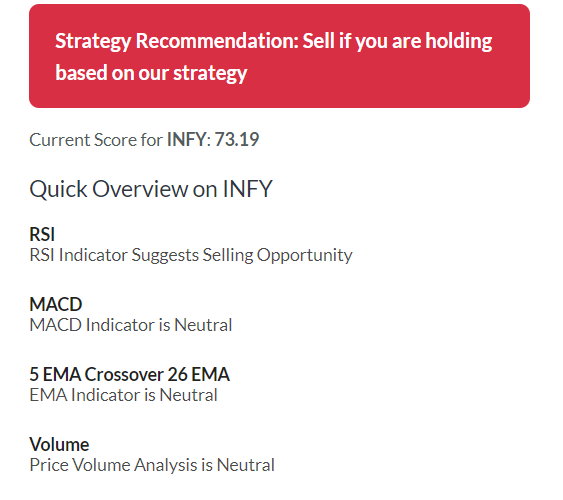 Strategy Recommendation: Sell if you are holding
based on our strategy
Current Score for INFY: 73.19
Quick Overview on INFY
RSI
RSI Indicator Suggests Selling Opportunity
MACD
MACD Indicator is Neutral
5 EMA Crossover 26 EMA
EMA Indicator is Neutral
Volume
Price Volume Analysis is Neutral